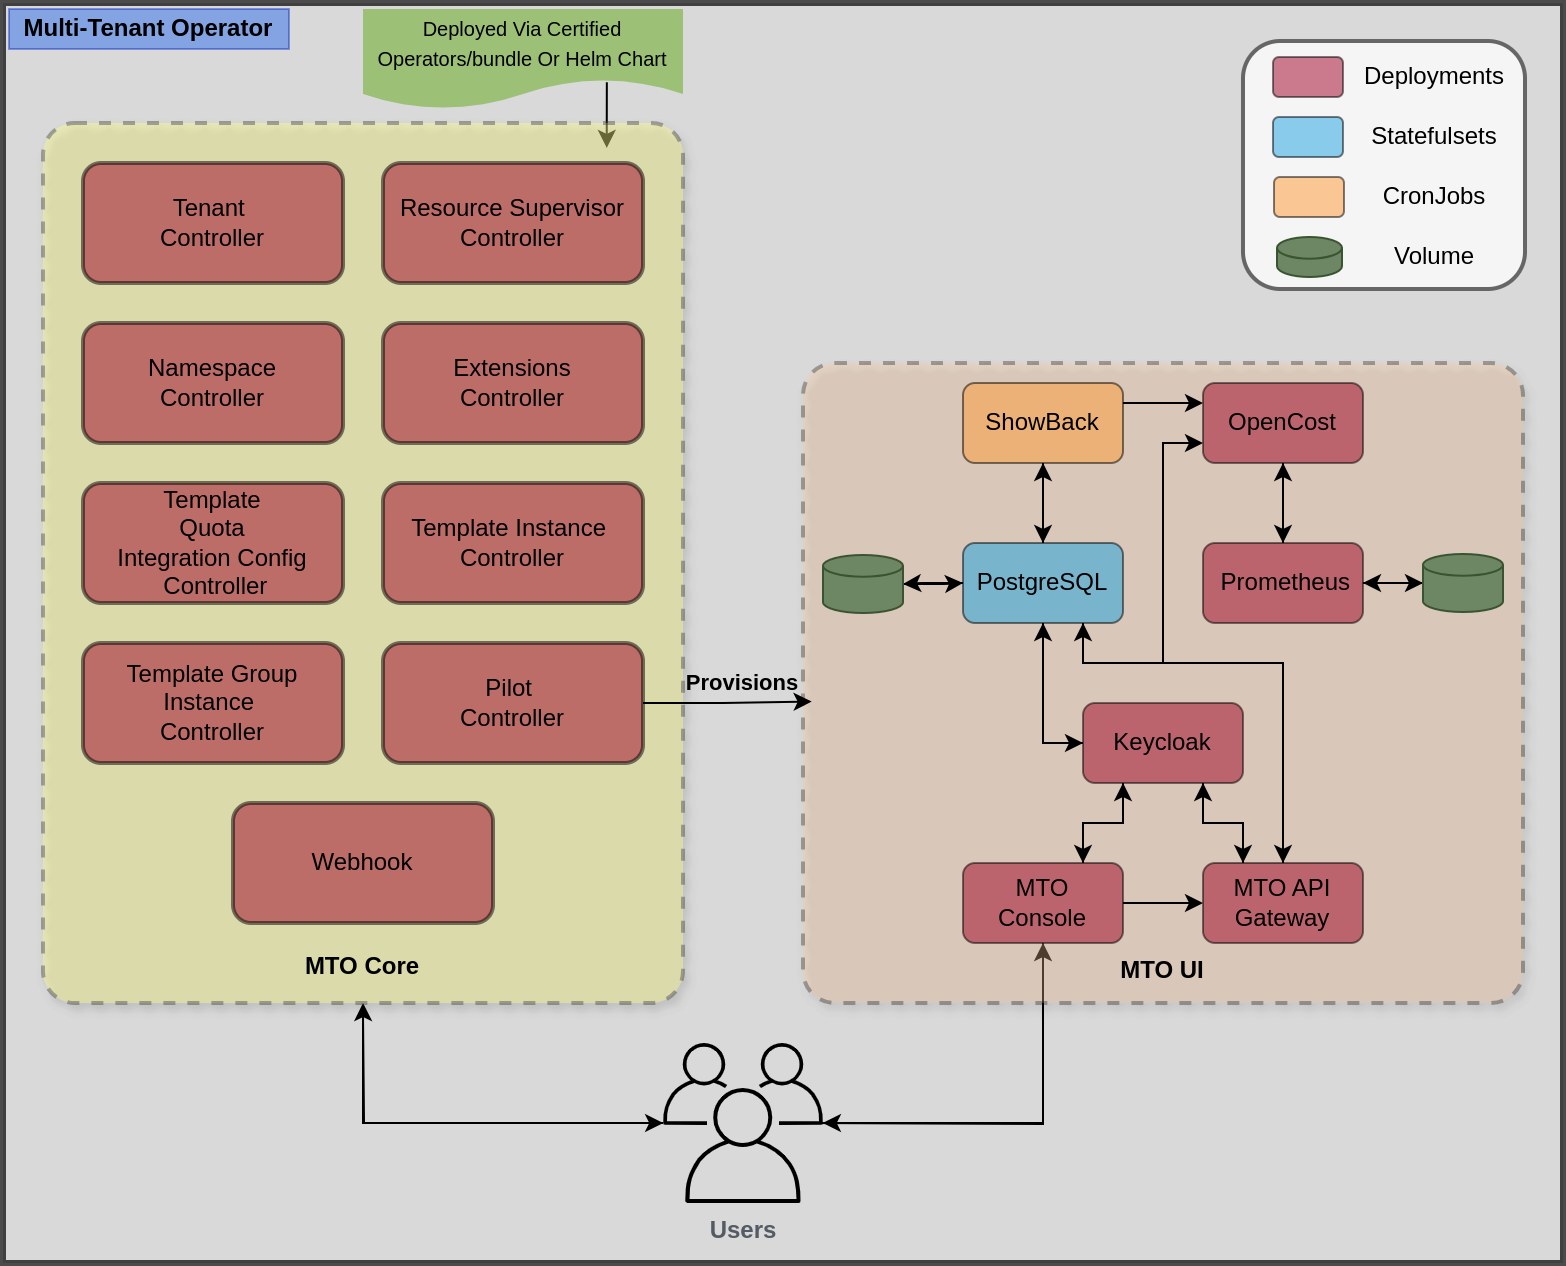 Multi-Tenant Operator
Deployed Via Certified
Operators/bundle Or Helm Chart
Deployments
Statefulsets
CronJobs
Volume
Tenant
Controller
Resource Supervisor
Controller
Namespace
Controller
Extensions
Controller
Template
Quota
Integration Config
Controller
Template Instance
Controller
Template Group
Instance
Controller
Pilot
Controller
Webhook
MTO Core
Provisions
ShowBack
OpenCost
PostgreSQL
Prometheus
Keycloak
MTO
Console
MTO API
Gateway
MTO UI
Users